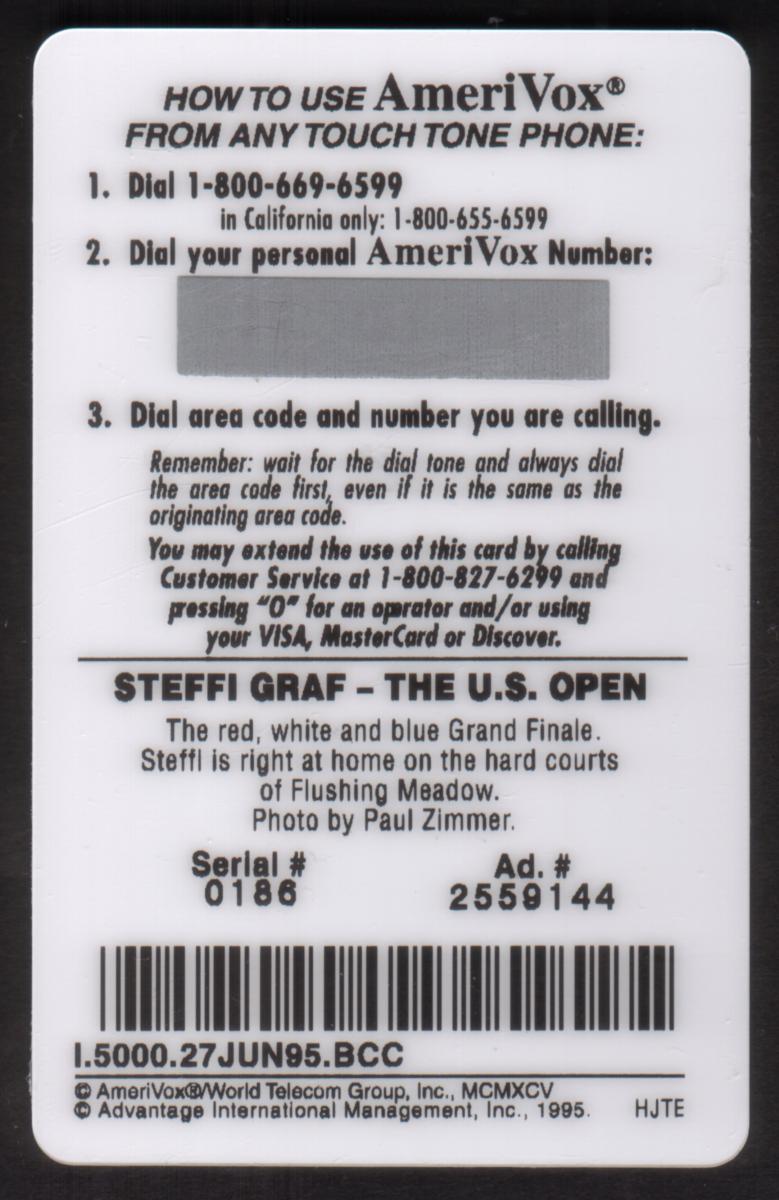 HOW TO USE AmeriVox®
FROM ANY TOUCH TONE PHONE:
1. Dial 1-800-669-6599
in California only: 1-800-655-6599
2. Dial your personal AmeriVox Number:
3. Dial area code and number you are calling.
Remember: wait for the dial tone and always dial
the area code first, even if it is the same as the
originating area code.
You may extend the use of this card by calling
Customer Service at 1-800-827-6299 and
pressing "0" for an operator and/or using
your VISA, MasterCard or Discover.
STEFFI GRAF – THE U.S. OPEN
The red, white and blue Grand Finale.
Steffi is right at home on the hard courts
of Flushing Meadow.
Photo by Paul Zimmer.
Serial # Ad. #
0186 2559144
I.5000.27JUN95.BCC
© AmeriVox®/World Telecom Group, Inc., MCMXCV
© Advantage International Management, Inc., 1995. HJTE